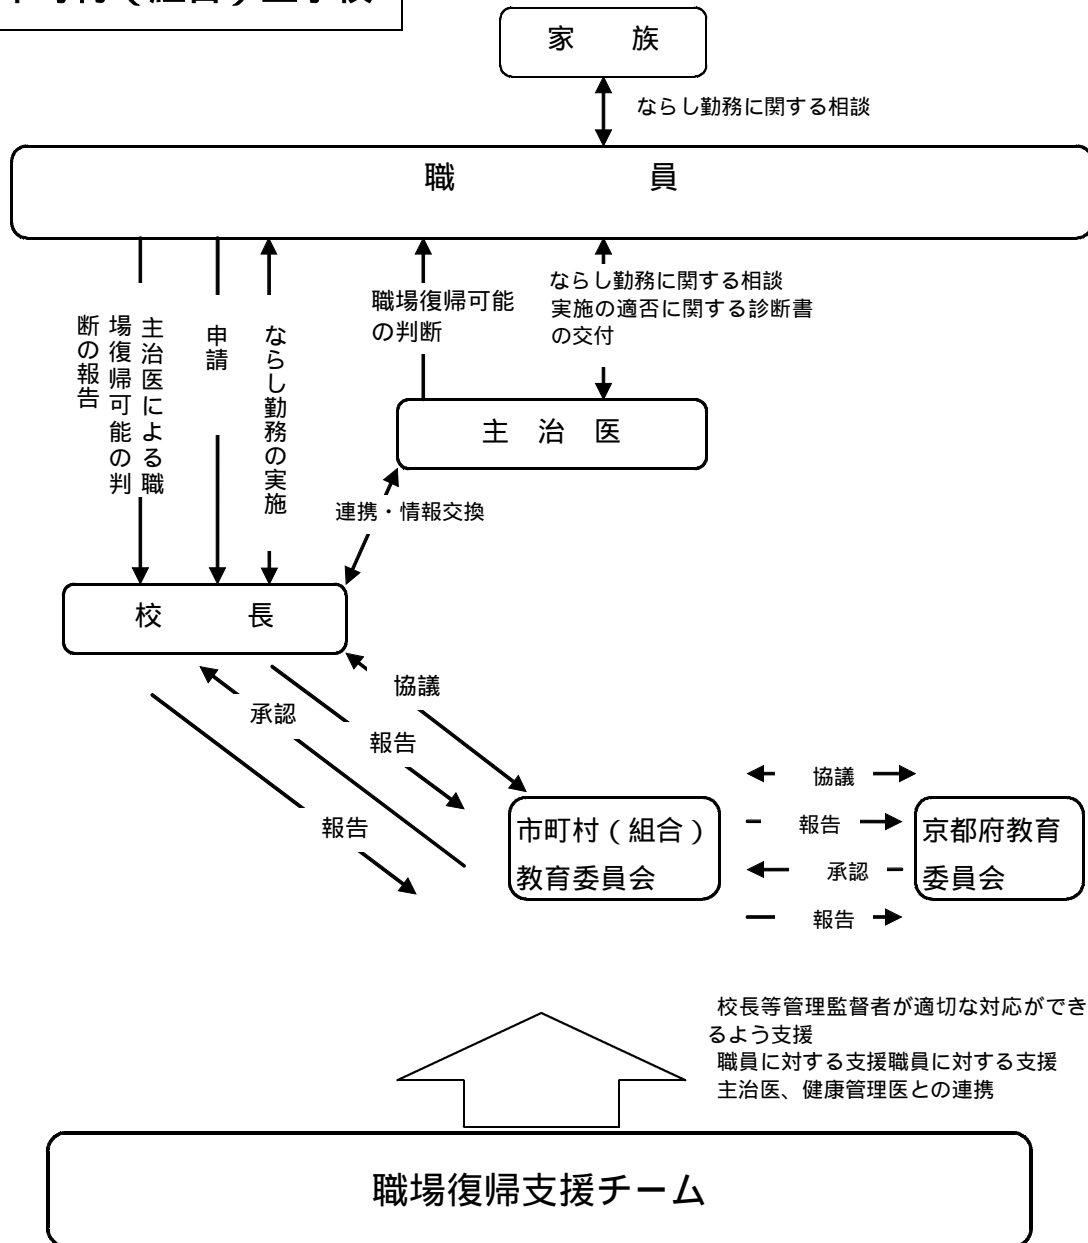 市町村（組合）立学校
家　族
ならし勤務に関する相談
職　員
主治医による職
場復帰可能の判
断の報告
申請
ならし勤務の実施
職場復帰可能
の判断
ならし勤務に関する相談
実施の適否に関する診断書
の交付
主　治　医
連携・情報交換
校　長
協議
承認
報告
報告
市町村（組合）
教育委員会
協議
報告
承認
報告
京都府教育
委員会
校長等管理監督者が適切な対応ができ
るよう支援
職員に対する支援職員に対する支援
主治医、健康管理医との連携
職場復帰支援チーム